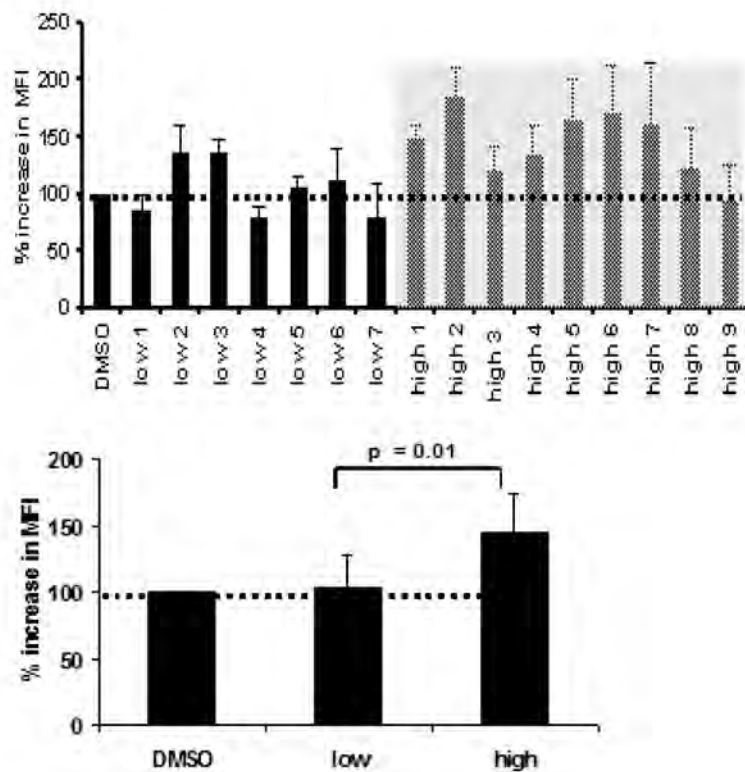 250
200
150
100
50
0
% increase in MFI
DMSO
low 1
low 2
low 3
low 4
low 5
low 6
low 7
high 1
high 2
high 3
high 4
high 5
high 6
high 7
high 8
high 9
p = 0.01
200
150
100
50
0
% increase in MFI
DMSO low high